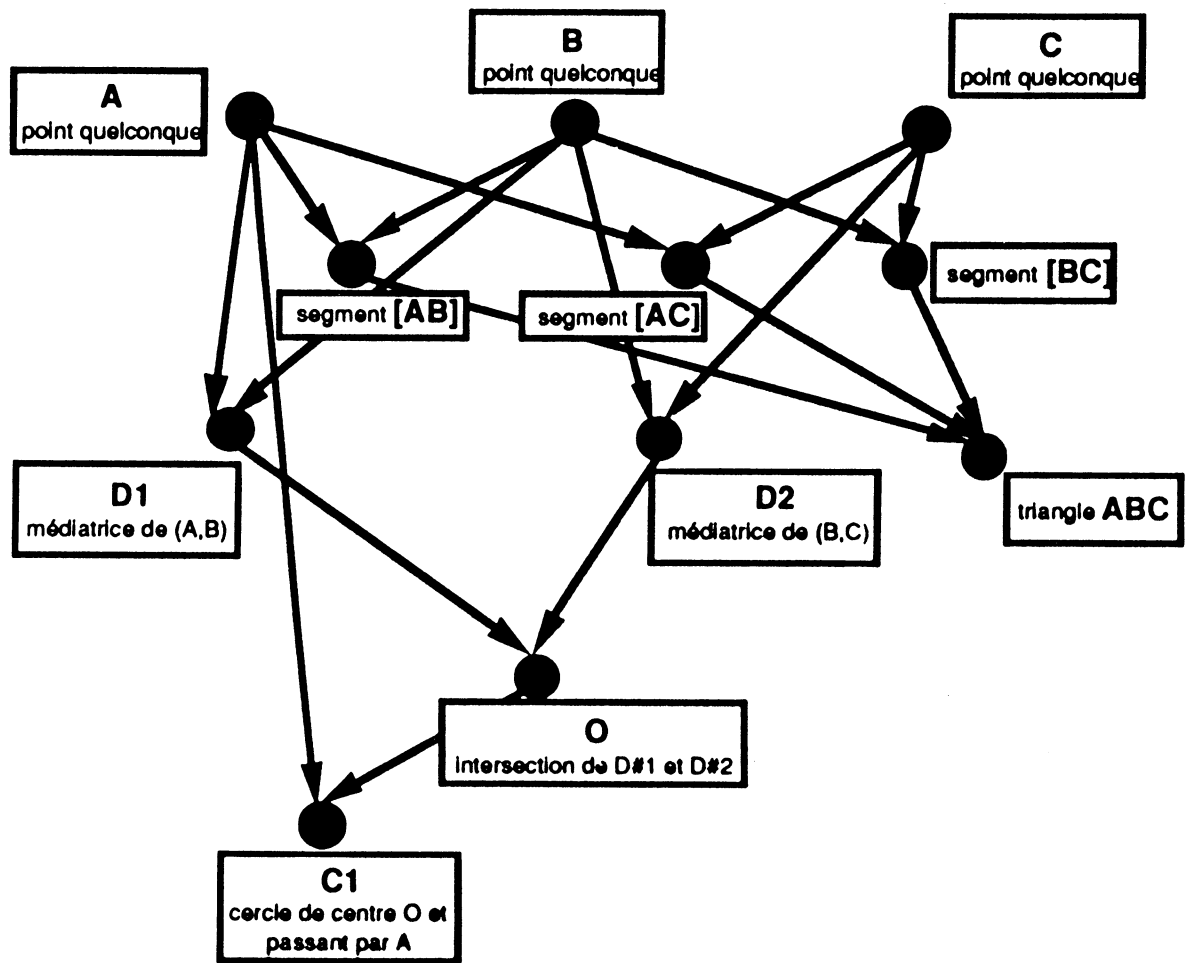 A
point quelconque
B
point quelconque
C
point quelconque
segment [AB]
segment [AC]
segment [BC]
D1
médiatrice de (A,B)
D2
médiatrice de (B,C)
triangle ABC
O
intersection de D#1 et D#2
C1
cercle de centre O et
passant par A